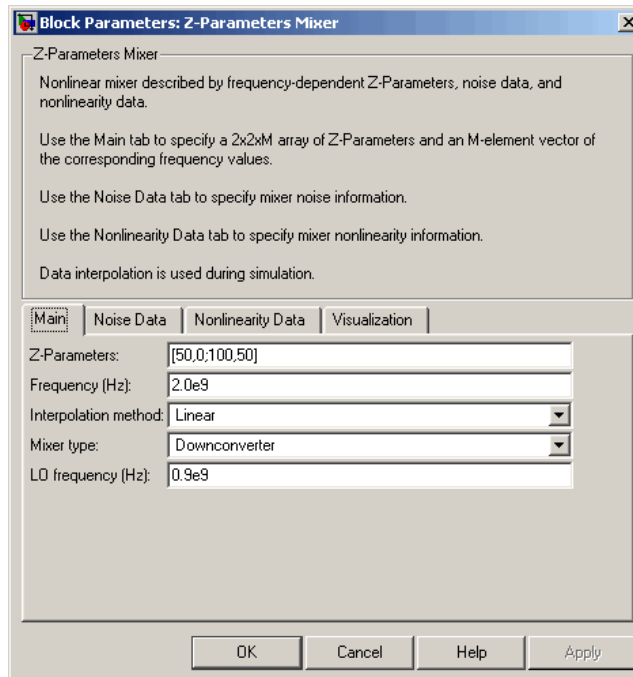 Block Parameters: Z-Parameters Mixer
Z-Parameters Mixer
Nonlinear mixer described by frequency-dependent Z-Parameters, noise data, and
nonlinearity data.
Use the Main tab to specify a 2x2xM array of Z-Parameters and an M-element vector of
the corresponding frequency values.
Use the Noise Data tab to specify mixer noise information.
Use the Nonlinearity Data tab to specify mixer nonlinearity information.
Data interpolation is used during simulation.
Main Noise Data Nonlinearity Data Visualization
Z-Parameters: [50,0;100,50]
Frequency (Hz): 2.0e9
Interpolation method: Linear
Mixer type: Downconverter
LO frequency (Hz): 0.9e9
OK Cancel Help Apply